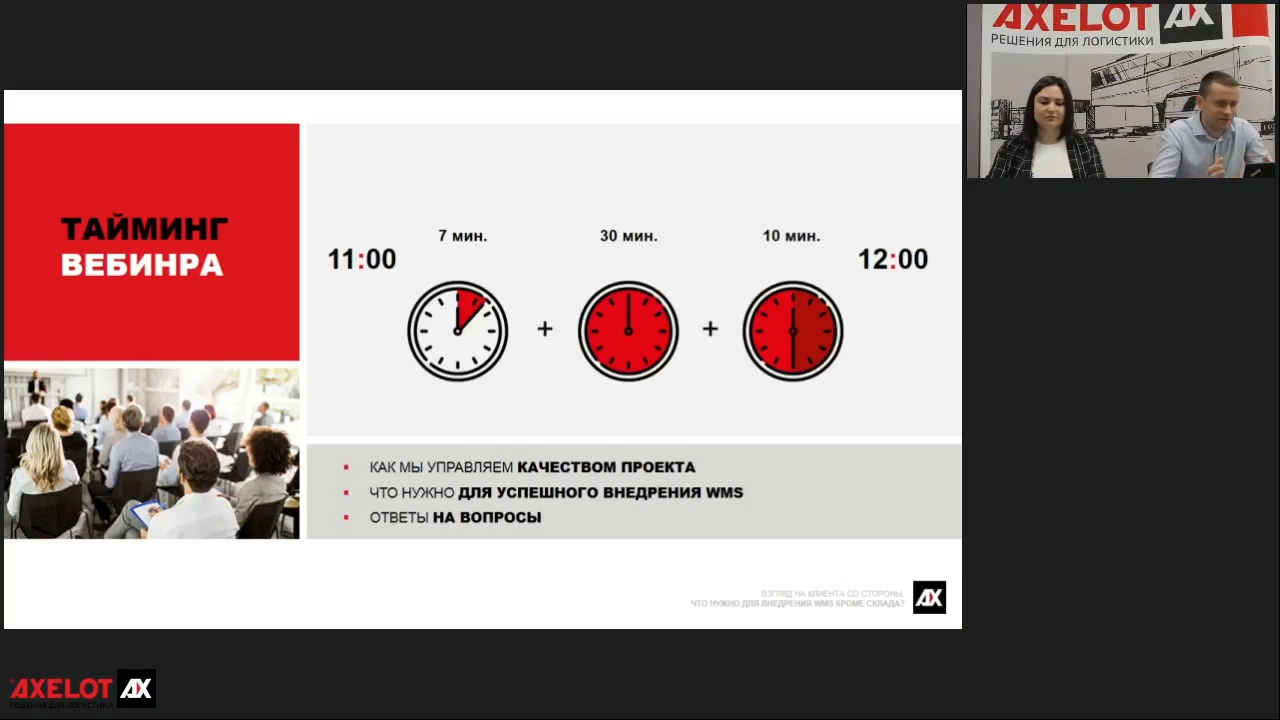 AXELOT AX
РЕШЕНИЯ ДЛЯ ЛОГИСТИКИ
ТАЙМИНГ
ВЕБИНРА
7 мин.
30 мин.
10 мин.
11:00
12:00
+
+
▪ КАК МЫ УПРАВЛЯЕМ КАЧЕСТВОМ ПРОЕКТА
▪ ЧТО НУЖНО ДЛЯ УСПЕШНОГО ВНЕДРЕНИЯ WMS
▪ ОТВЕТЫ НА ВОПРОСЫ
ВЗГЛЯД НА КЛИЕНТА СО СТОРОНЫ.
ЧТО НУЖНО ДЛЯ ВНЕДРЕНИЯ WMS КРОМЕ СКЛАДА?
AX
AXELOT AX
РЕШЕНИЯ ДЛЯ ЛОГИСТИКИ